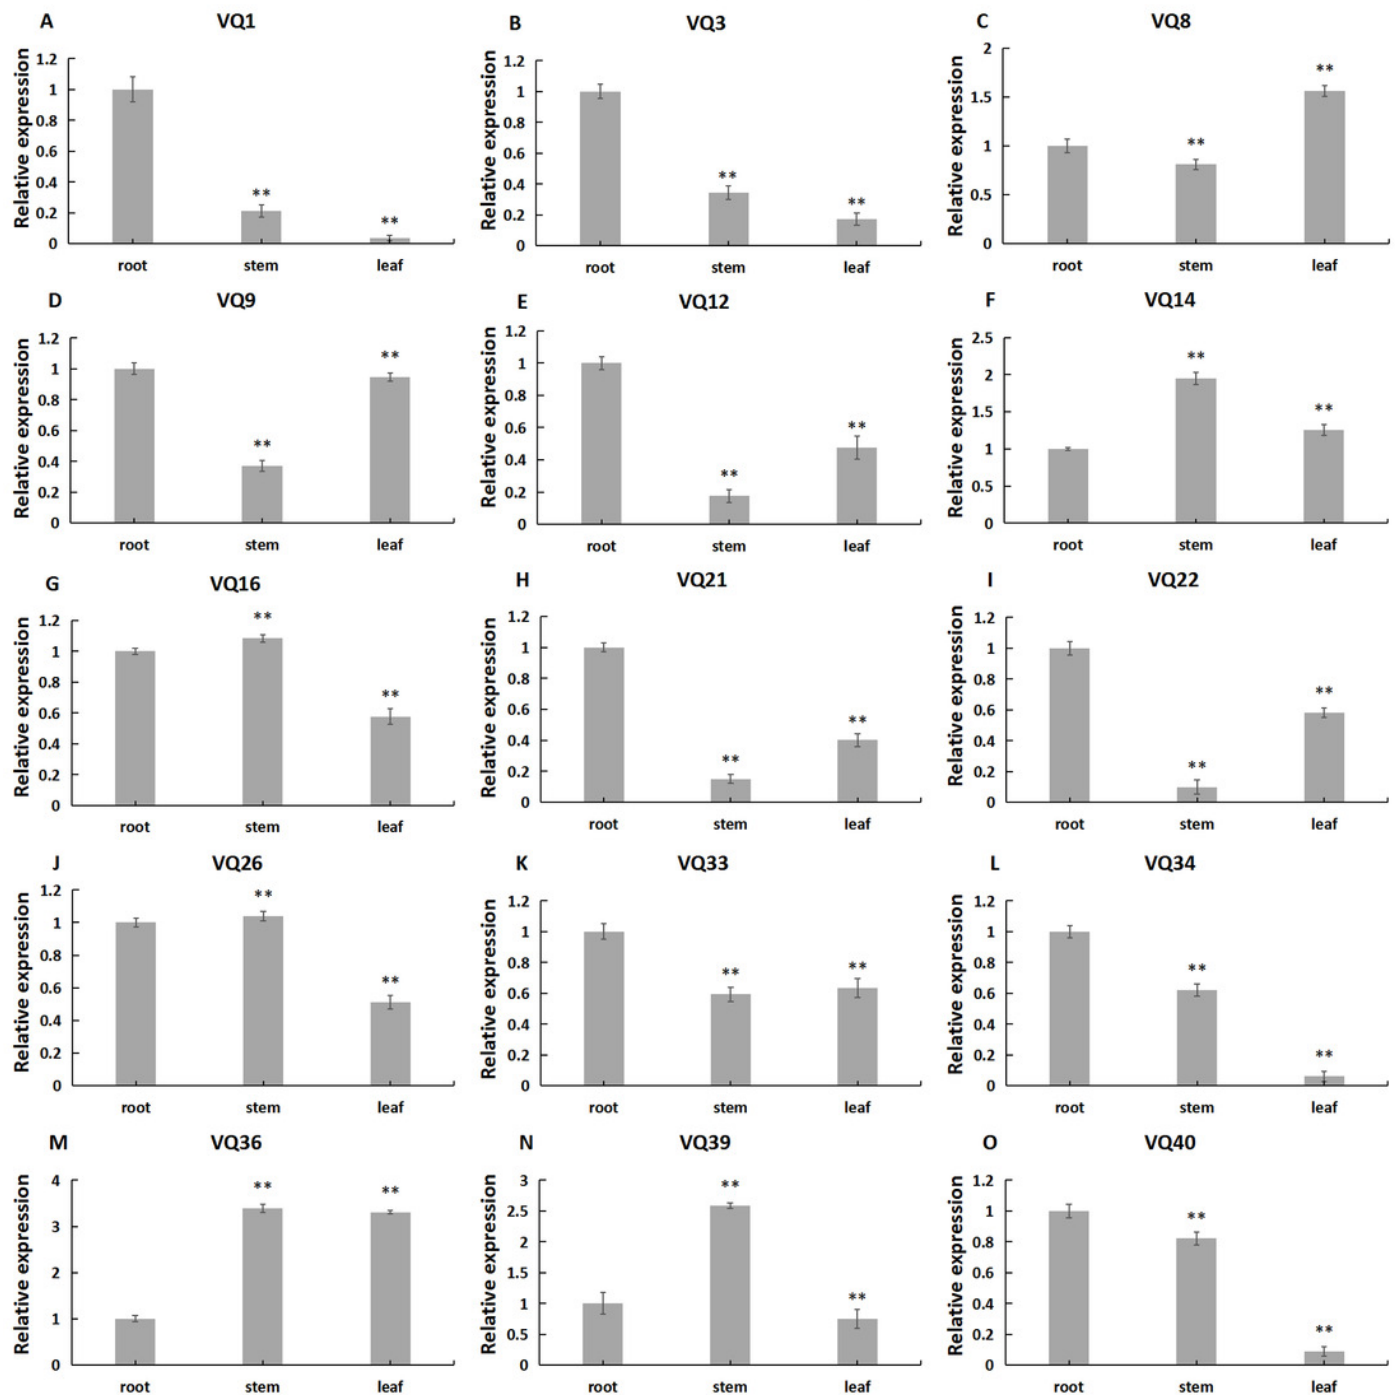 A VQ1
Relative expression
1.2
1
0.8
0.6
0.4
0.2
0
**
**
root stem leaf
B VQ3
Relative expression
1.2
1
0.8
0.6
0.4
0.2
0
**
**
root stem leaf
C VQ8
Relative expression
2
1.5
1
0.5
0
**
**
root stem leaf
D VQ9
Relative expression
1.2
1
0.8
0.6
0.4
0.2
0
**
**
root stem leaf
E VQ12
Relative expression
1.2
1
0.8
0.6
0.4
0.2
0
**
**
root stem leaf
F VQ14
Relative expression
2.5
2
1.5
1
0.5
0
**
**
root stem leaf
G VQ16
Relative expression
1.2
1
0.8
0.6
0.4
0.2
0
**
**
root stem leaf
H VQ21
Relative expression
1.2
1
0.8
0.6
0.4
0.2
0
**
**
root stem leaf
I VQ22
Relative expression
1.2
1
0.8
0.6
0.4
0.2
0
**
**
root stem leaf
J VQ26
Relative expression
1.2
1
0.8
0.6
0.4
0.2
0
**
**
root stem leaf
K VQ33
Relative expression
1.2
1
0.8
0.6
0.4
0.2
0
**
**
root stem leaf
L VQ34
Relative expression
1.2
1
0.8
0.6
0.4
0.2
0
**
**
root stem leaf
M VQ36
Relative expression
4
3
2
1
0
**
**
root stem leaf
N VQ39
Relative expression
3
2.5
2
1.5
1
0.5
0
**
**
root stem leaf
O VQ40
Relative expression
1.2
1
0.8
0.6
0.4
0.2
0
**
**
root stem leaf